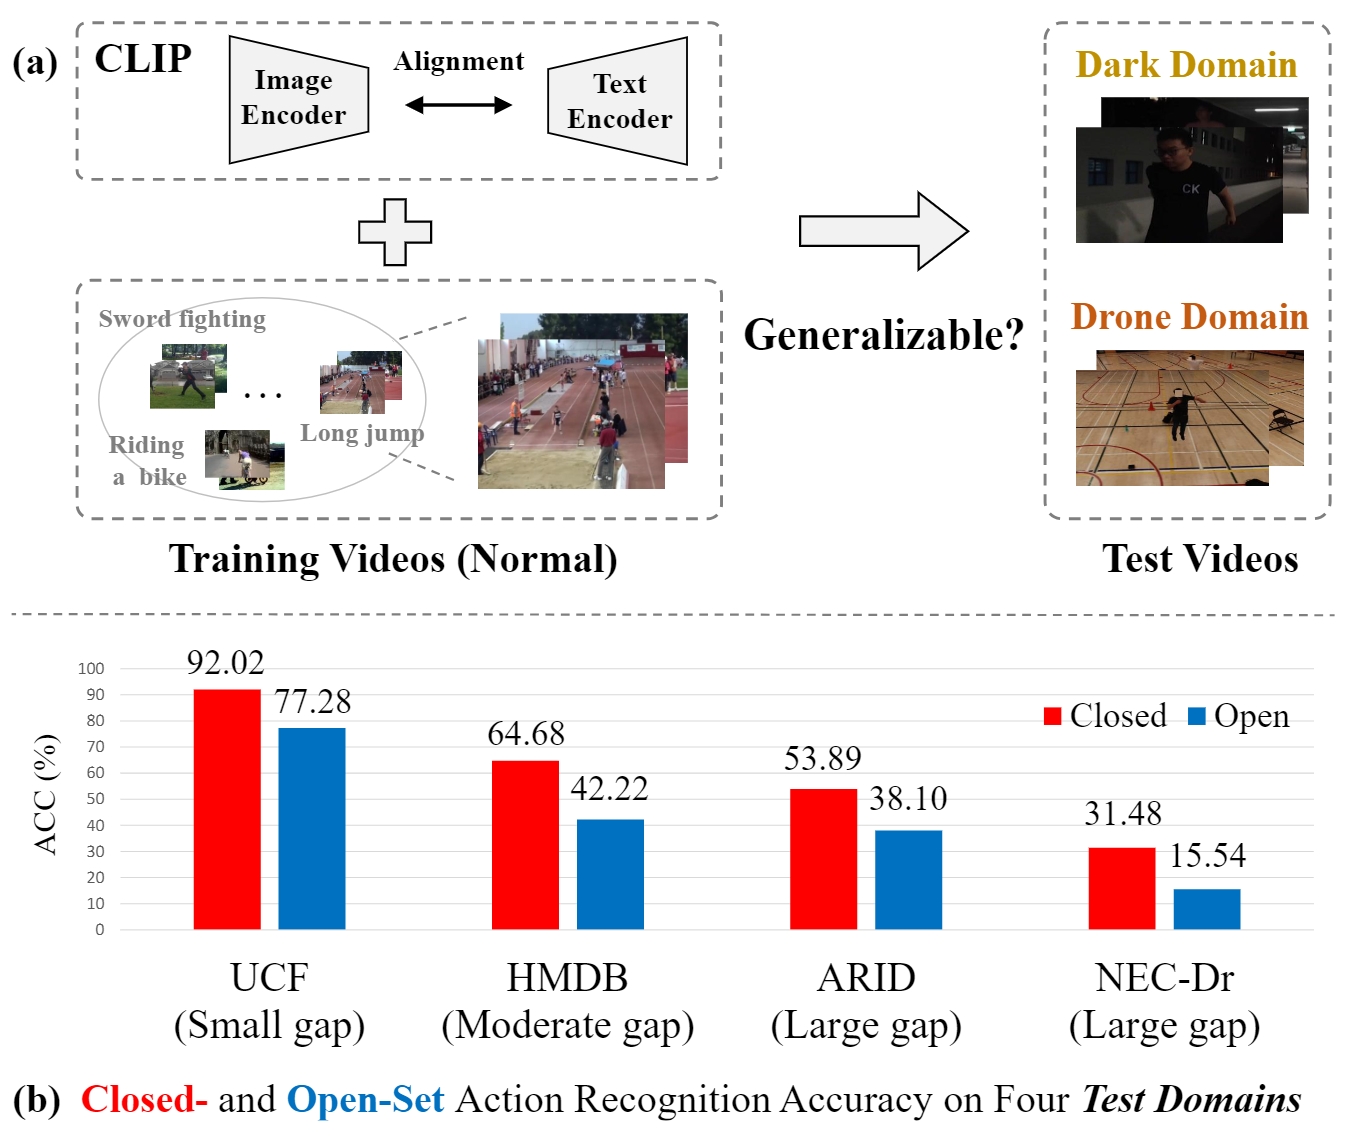 (a)
CLIP
Image
Encoder
Alignment
Text
Encoder
Sword fighting
. . .
Riding
a bike
Long jump
Training Videos (Normal)
Generalizable?
Dark Domain
CK
Drone Domain
Test Videos
ACC (%)
100
90
80
70
60
50
40
30
20
10
0
92.02
77.28
64.68
42.22
53.89
38.10
31.48
15.54
Closed
Open
UCF
(Small gap)
HMDB
(Moderate gap)
ARID
(Large gap)
NEC-Dr
(Large gap)
(b) Closed- and Open-Set Action Recognition Accuracy on Four Test Domains